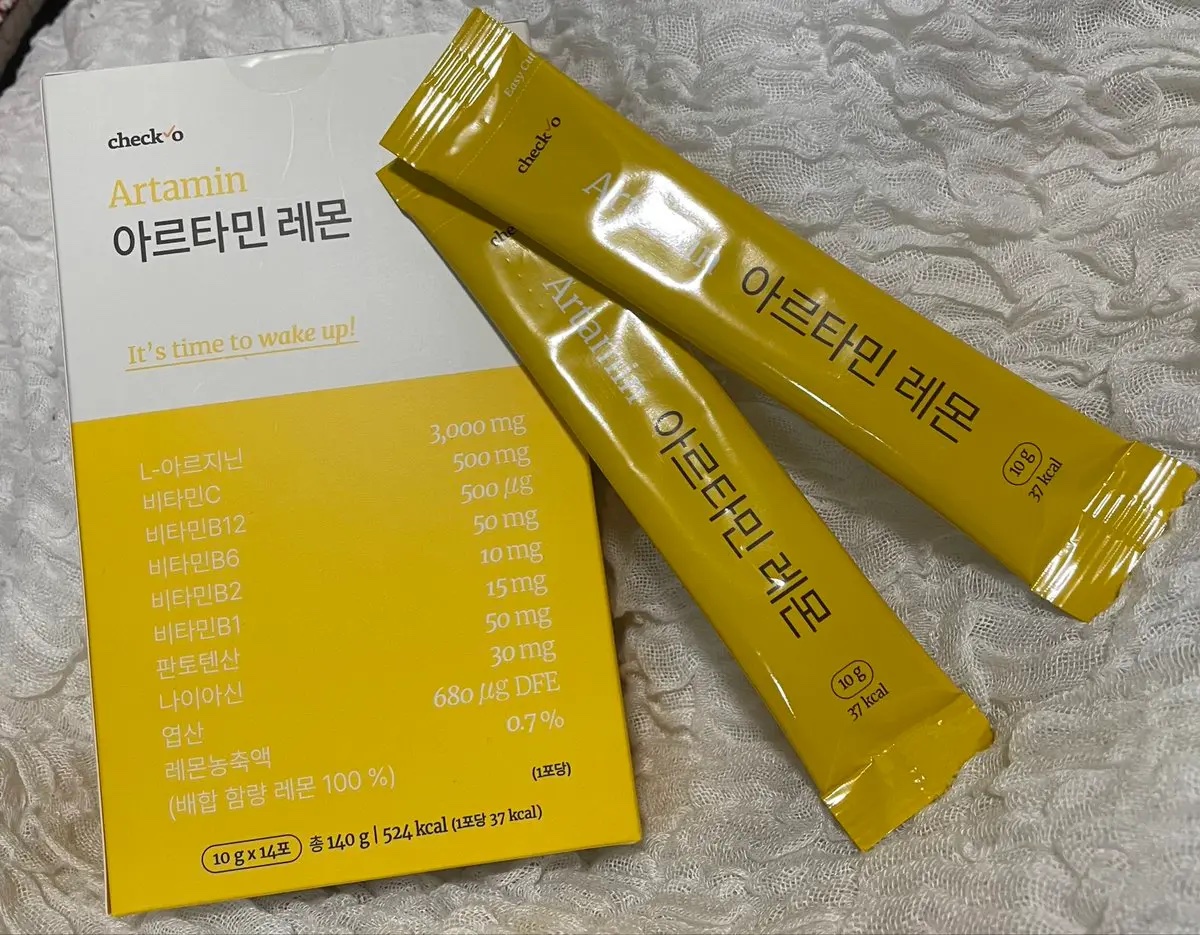 check✓o
Artamin
아르타민 레몬
It's time to wake up!
L-아르지닌 3,000 mg
비타민C 500 mg
비타민B12 500 μg
비타민B6 50 mg
비타민B2 10 mg
비타민B1 15 mg
판토텐산 50 mg
나이아신 30 mg
엽산 680 μg DFE
레몬농축액 0.7 %
(배합 함량 레몬 100 %)
(1포당)
10 g x 14포 총 140 g | 524 kcal (1포당 37 kcal)
Easy Cut
check✓o
Artamin 아르타민 레몬
10 g
37 kcal
che
Artamin 아르타민 레몬
10 g
37 kcal